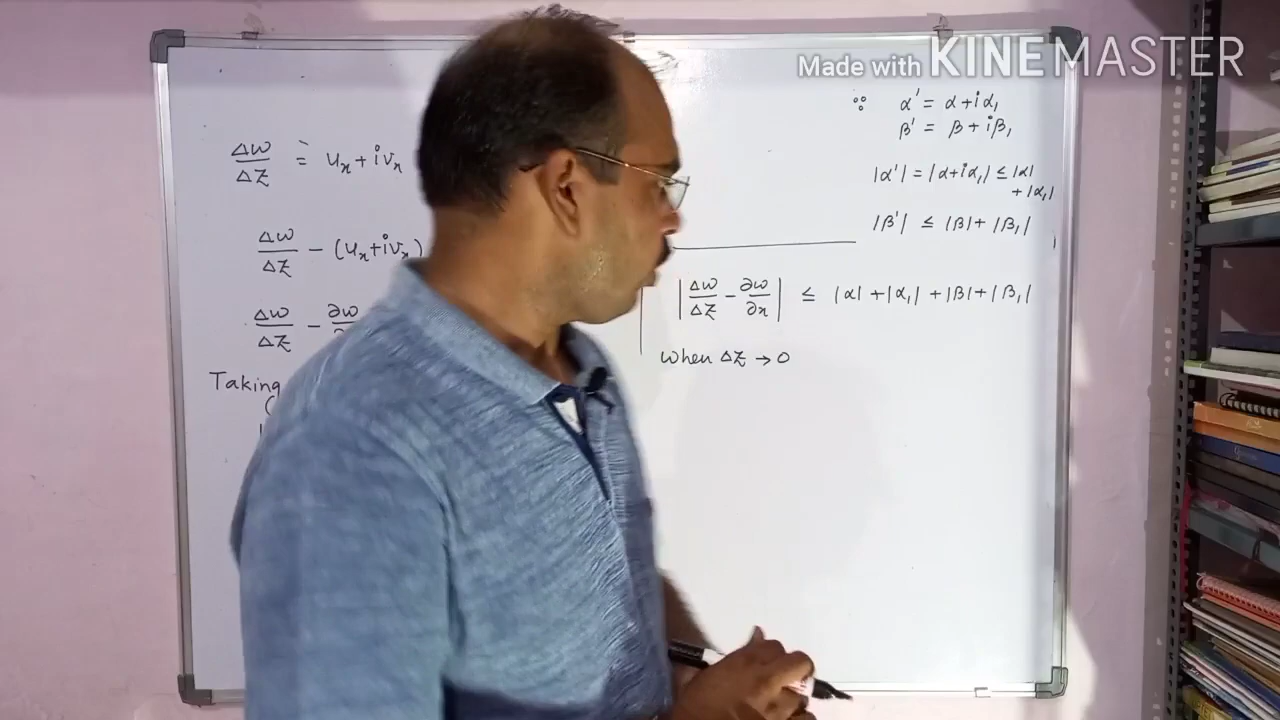 Made with KINEMASTER
∵ α' = α + iα₁
β' = β + iβ₁
Δw/ΔZ = uₓ + ivₓ
|α'| = |α+iα₁| ≤ |α|
+ |α₁|
|β'| ≤ |β| + |β₁|
Δw/ΔZ − (uₓ+ivₓ)
|Δw/ΔZ − ∂w/∂x| ≤ |α| + |α₁| + |β| + |β₁|
Δw/ΔZ − ∂w
when ΔZ → 0
Taking